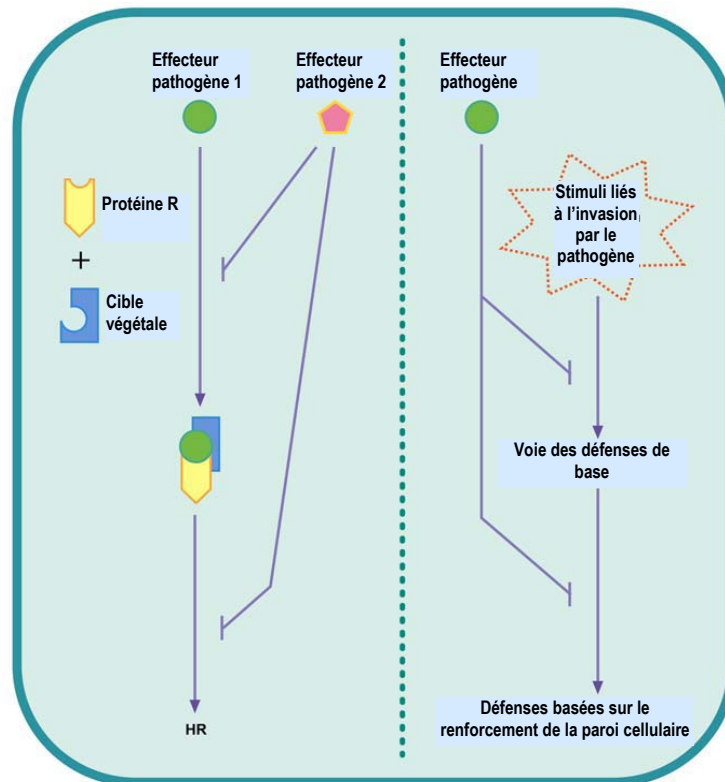 Effecteur
pathogène 1
Effecteur
pathogène 2
Protéine R
+
Cible
végétale
HR
Effecteur
pathogène
Stimuli liés
à l'invasion
par le
pathogène
Voie des défenses de
base
Défenses basées sur le
renforcement de la paroi cellulaire